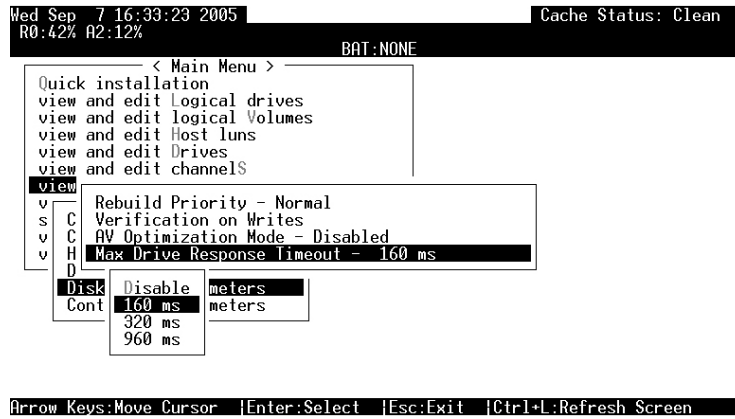 Wed Sep  7 16:33:23 2005 Cache Status: Clean
R0:42% A2:12%
BAT:NONE
< Main Menu >
Quick installation
view and edit Logical drives
view and edit logical Volumes
view and edit Host luns
view and edit Drives
view and edit channelS
view
v
s
v
v
C
C
H
D
Disk meters
Cont meters
Rebuild Priority - Normal
Verification on Writes
AV Optimization Mode - Disabled
Max Drive Response Timeout -  160 ms
Disable
160 ms
320 ms
960 ms
Arrow Keys:Move Cursor |Enter:Select |Esc:Exit |Ctrl+L:Refresh Screen